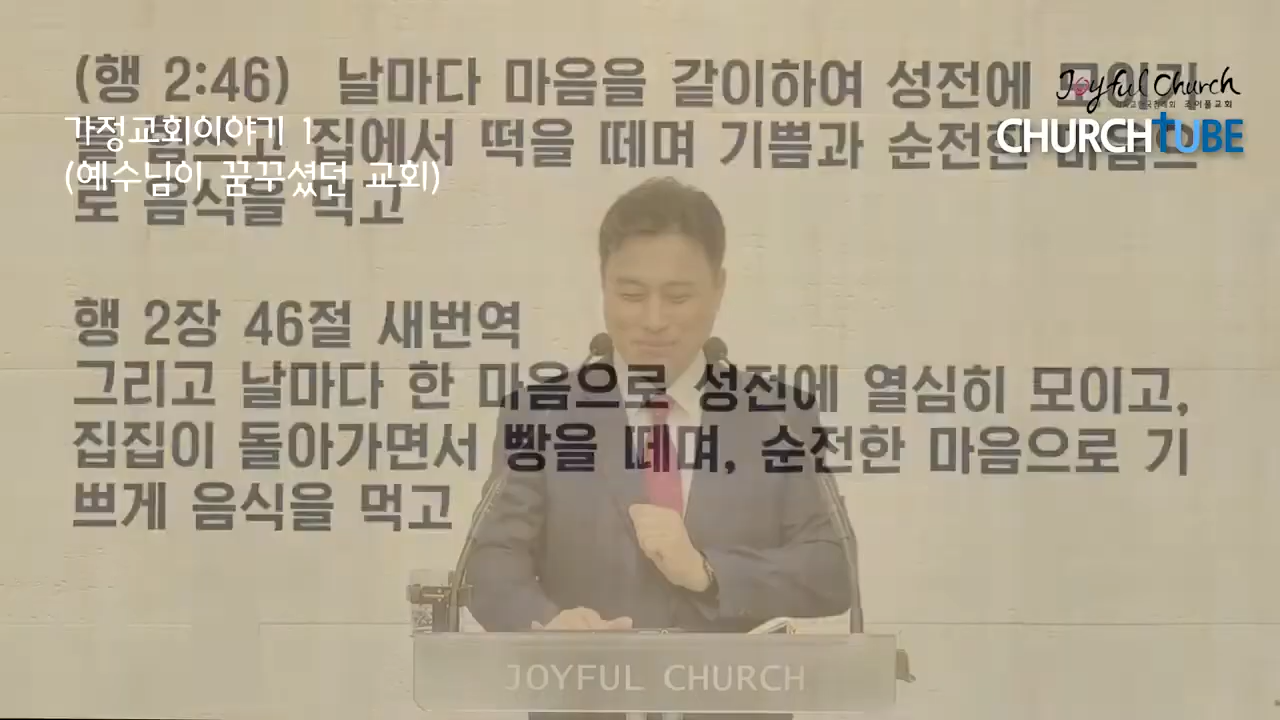 (행 2:46) 날마다 마음을 같이하여 성전에
Joyful Church
조이풀교회
CHURCHTUBE
가정교회이야기 1
(예수님이 꿈꾸셨던 교회)
집에서 떡을 떼며 기쁨과 순전한
로 음식을 먹고
행 2장 46절 새번역
그리고 날마다 한 마음으로 성전에 열심히 모이고,
집집이 돌아가면서 빵을 떼며, 순전한 마음으로 기
쁘게 음식을 먹고
JOYFUL CHURCH